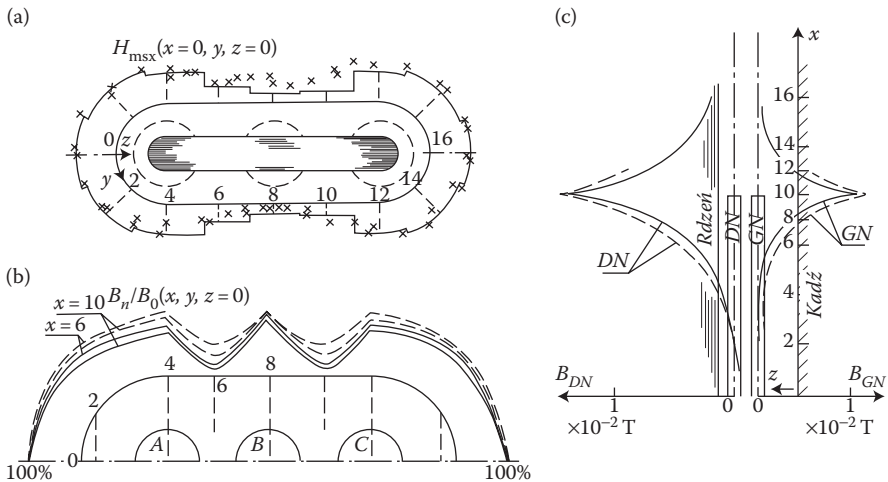 (a)
H_msx(x = 0, y, z = 0)
0
z
16
y
2
4
6
8
10
12
14
(b)
x = 10
B_n/B_0(x, y, z = 0)
x = 6
4
6
8
2
A
B
C
0
100%
100%
(c)
x
16
14
12
10
8
6
4
2
Rdzeń
DN
GN
Kadź
DN
GN
z
B_DN
B_GN
1
0
0
1
×10⁻² T
×10⁻² T